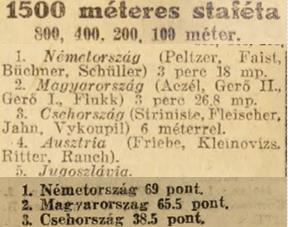 1500 méteres staféta
800, 400, 200, 100 méter.
1. Németország (Peltzer, Faist,
Büchner, Schüller) 3 perc 18 mp.
2. Magyarország (Aczél, Gerő II.,
Gerő I., Flukk) 3 perc 26.8 mp.
3. Csehország (Striniste, Fleischer,
Jahn, Vykoupil) 6 méterrel.
4. Ausztria (Friebe, Kleinovizs.
Ritter, Rauch).
5. Jugoszlávia.
1. Németország 69 pont.
2. Magyarország 65.5 pont.
3. Csehország 38.5 pont.